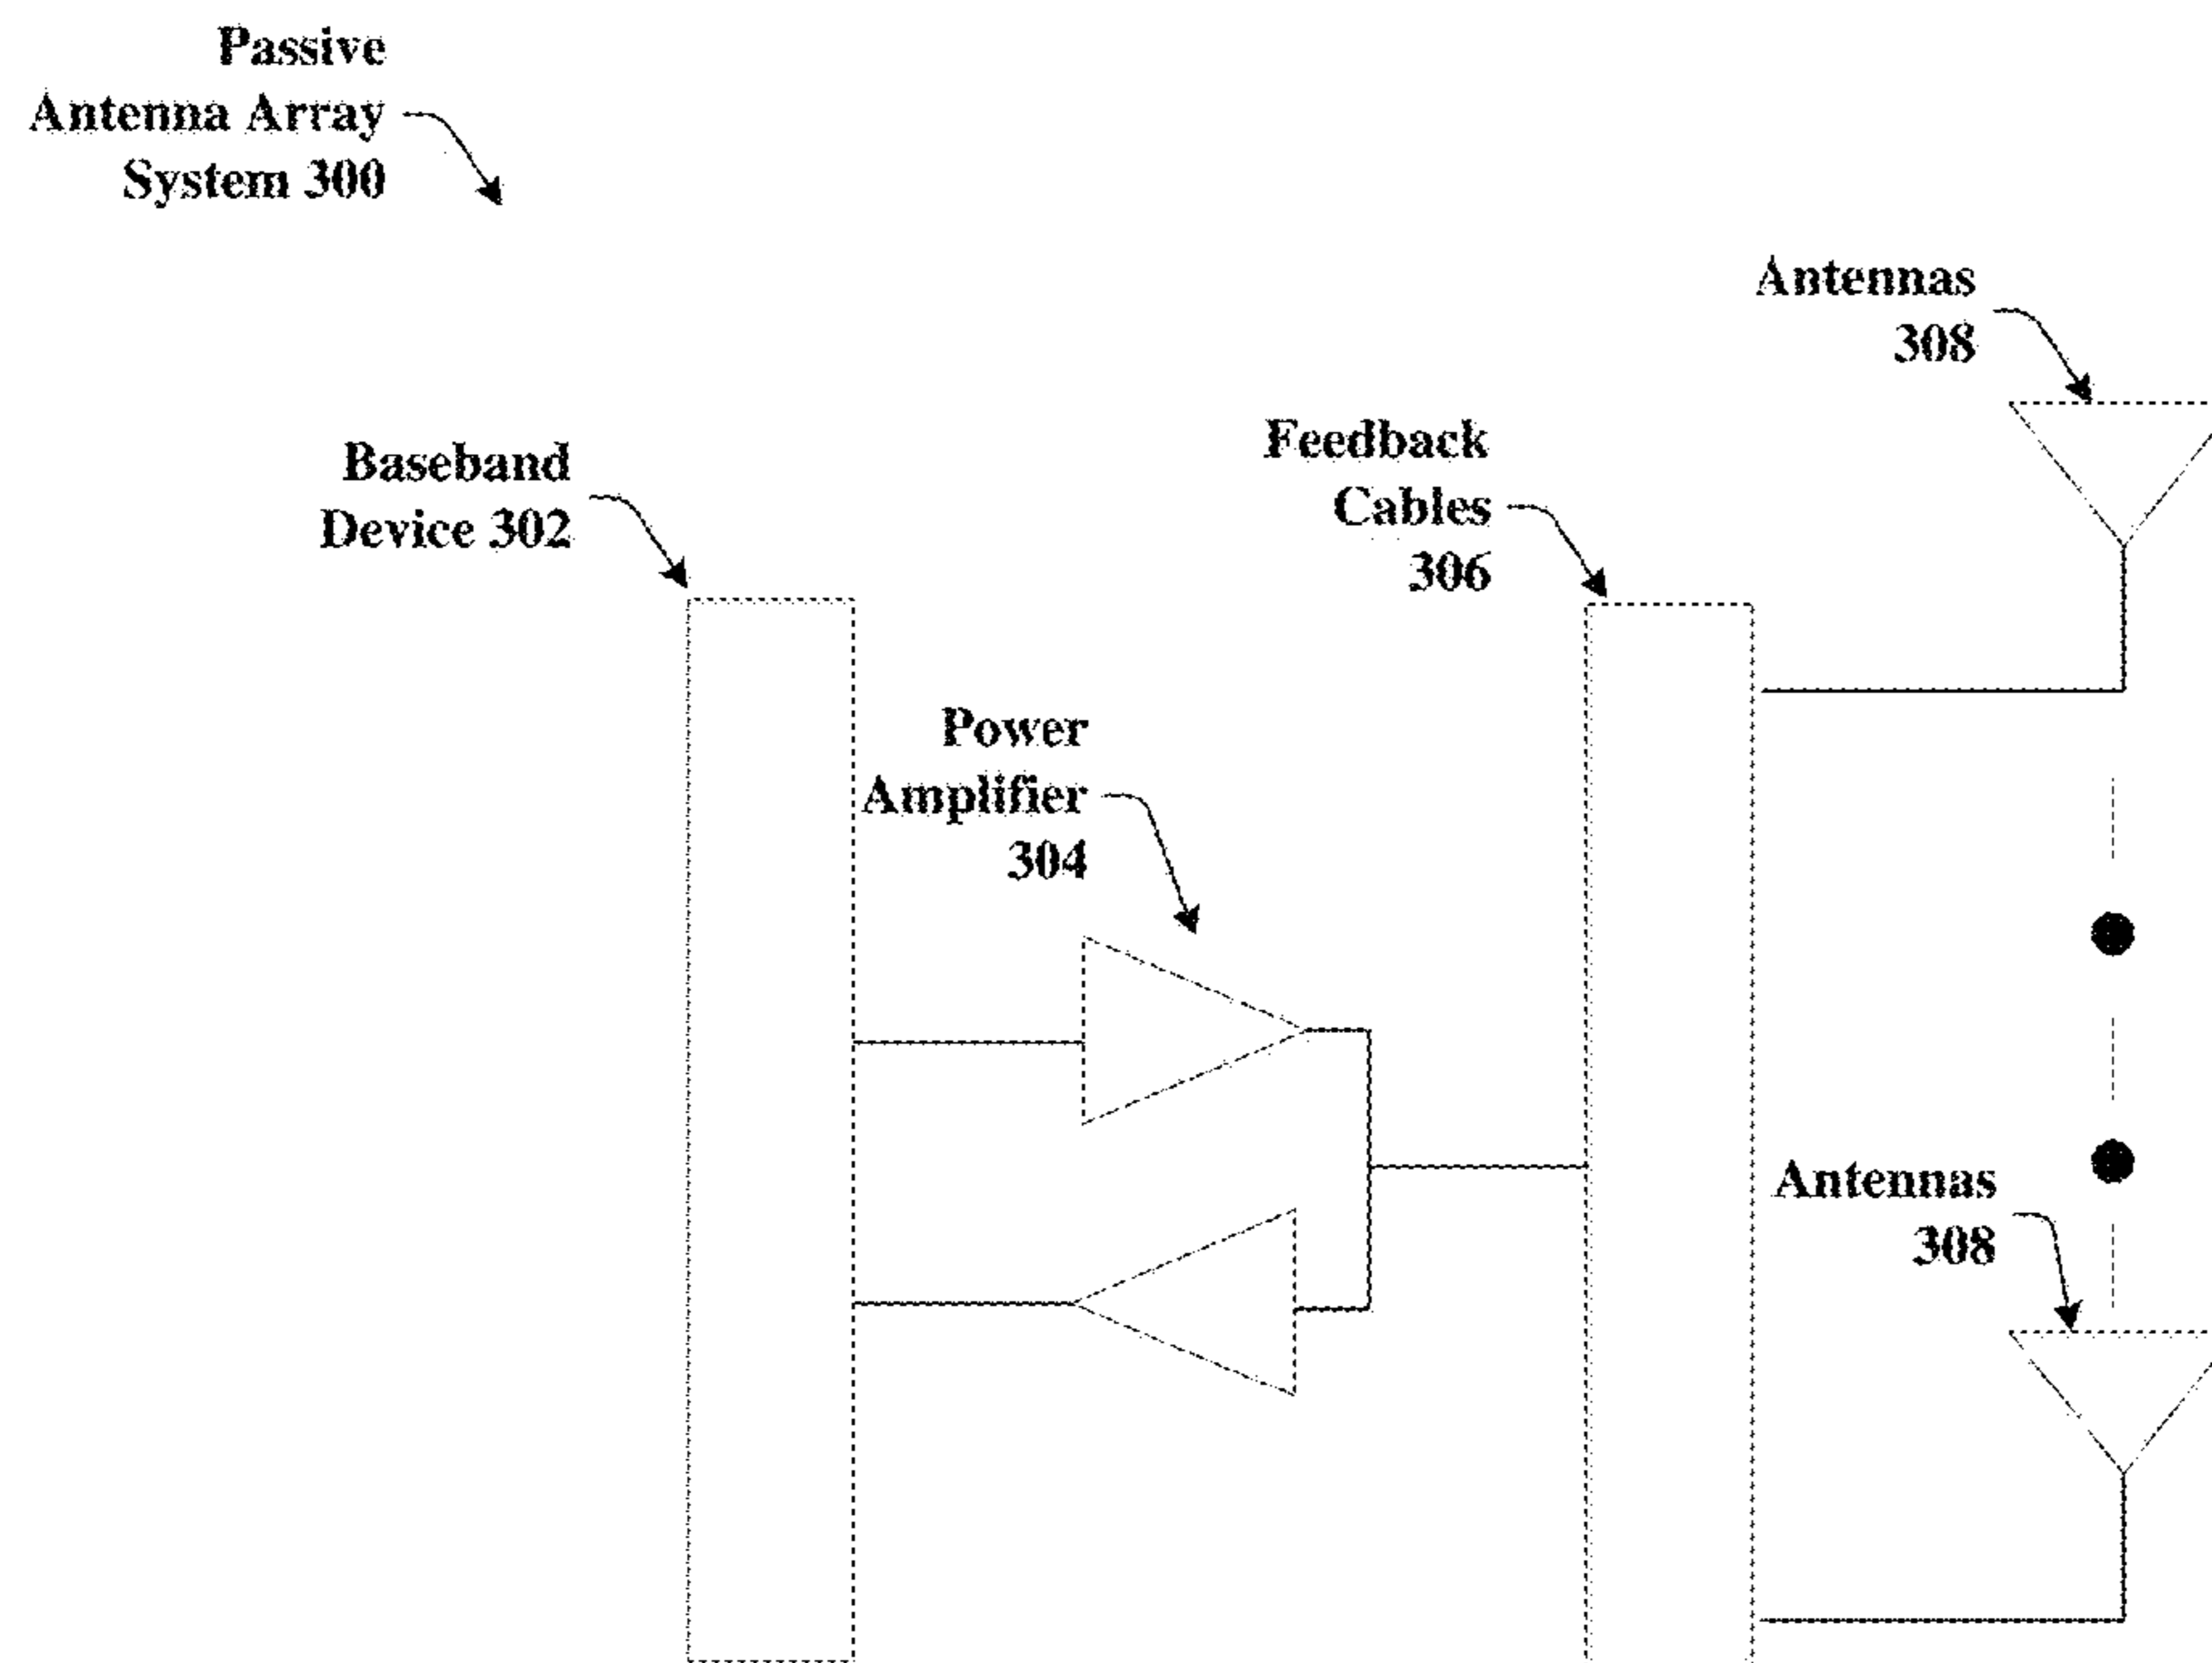 Passive
Antenna Array
System 300
Antennas
308
Baseband
Device 302
Feedback
Cables
306
Power
Amplifier
304
Antennas
308